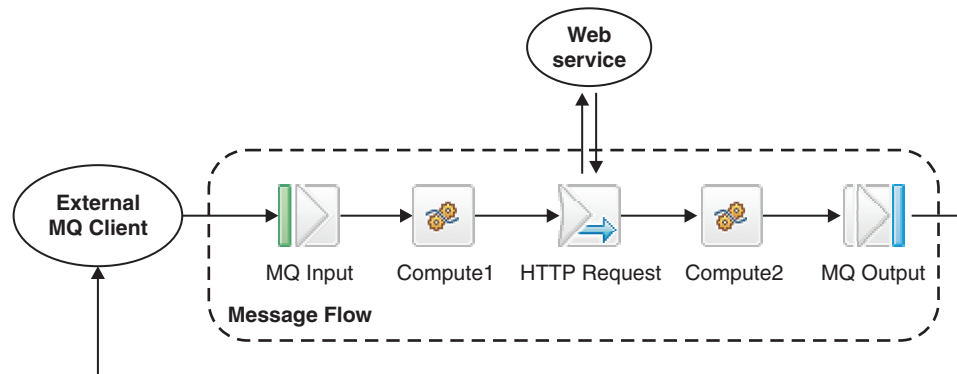 Web
service
External
MQ Client
MQ Input
Compute1
HTTP Request
Compute2
MQ Output
Message Flow